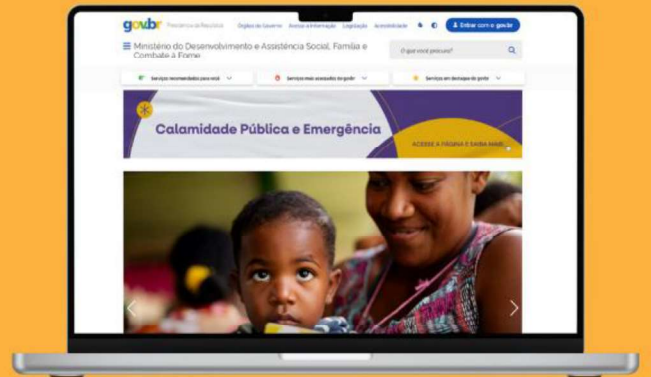 gov.br Presidência da República Órgãos do Governo Acesso à Informação Legislação Acessibilidade Entrar com o gov.br
Ministério do Desenvolvimento e Assistência Social, Família e
Combate à Fome
O que você procura?
Serviços recomendados para você Serviços mais acessados do gov.br Serviços em destaque do gov.br
Calamidade Pública e Emergência
ACESSE A PÁGINA E SAIBA MAIS